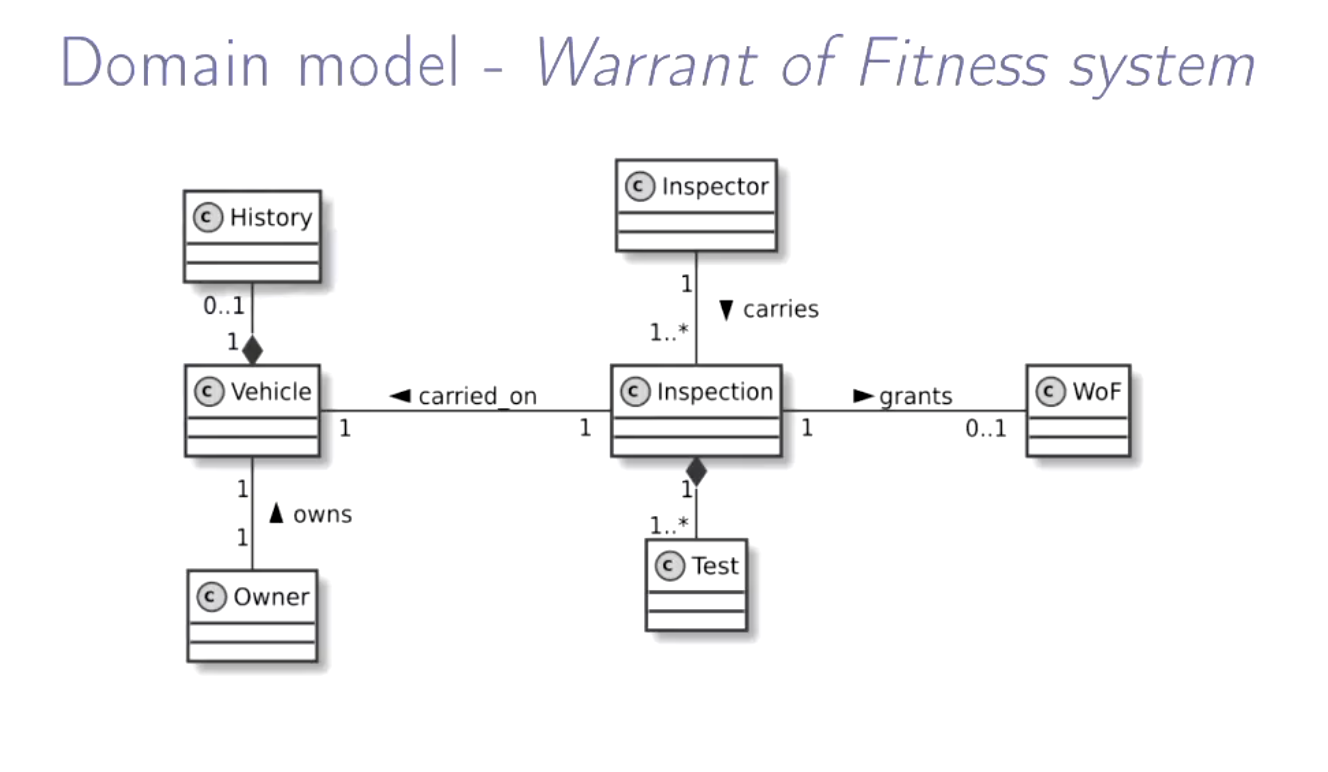 Domain model - Warrant of Fitness system
C Inspector
C History
1
0..1
carries
1..*
1
C Vehicle
carried_on
C Inspection
grants
C WoF
1
1
1
0..1
1
1
owns
1..*
1
C Test
C Owner